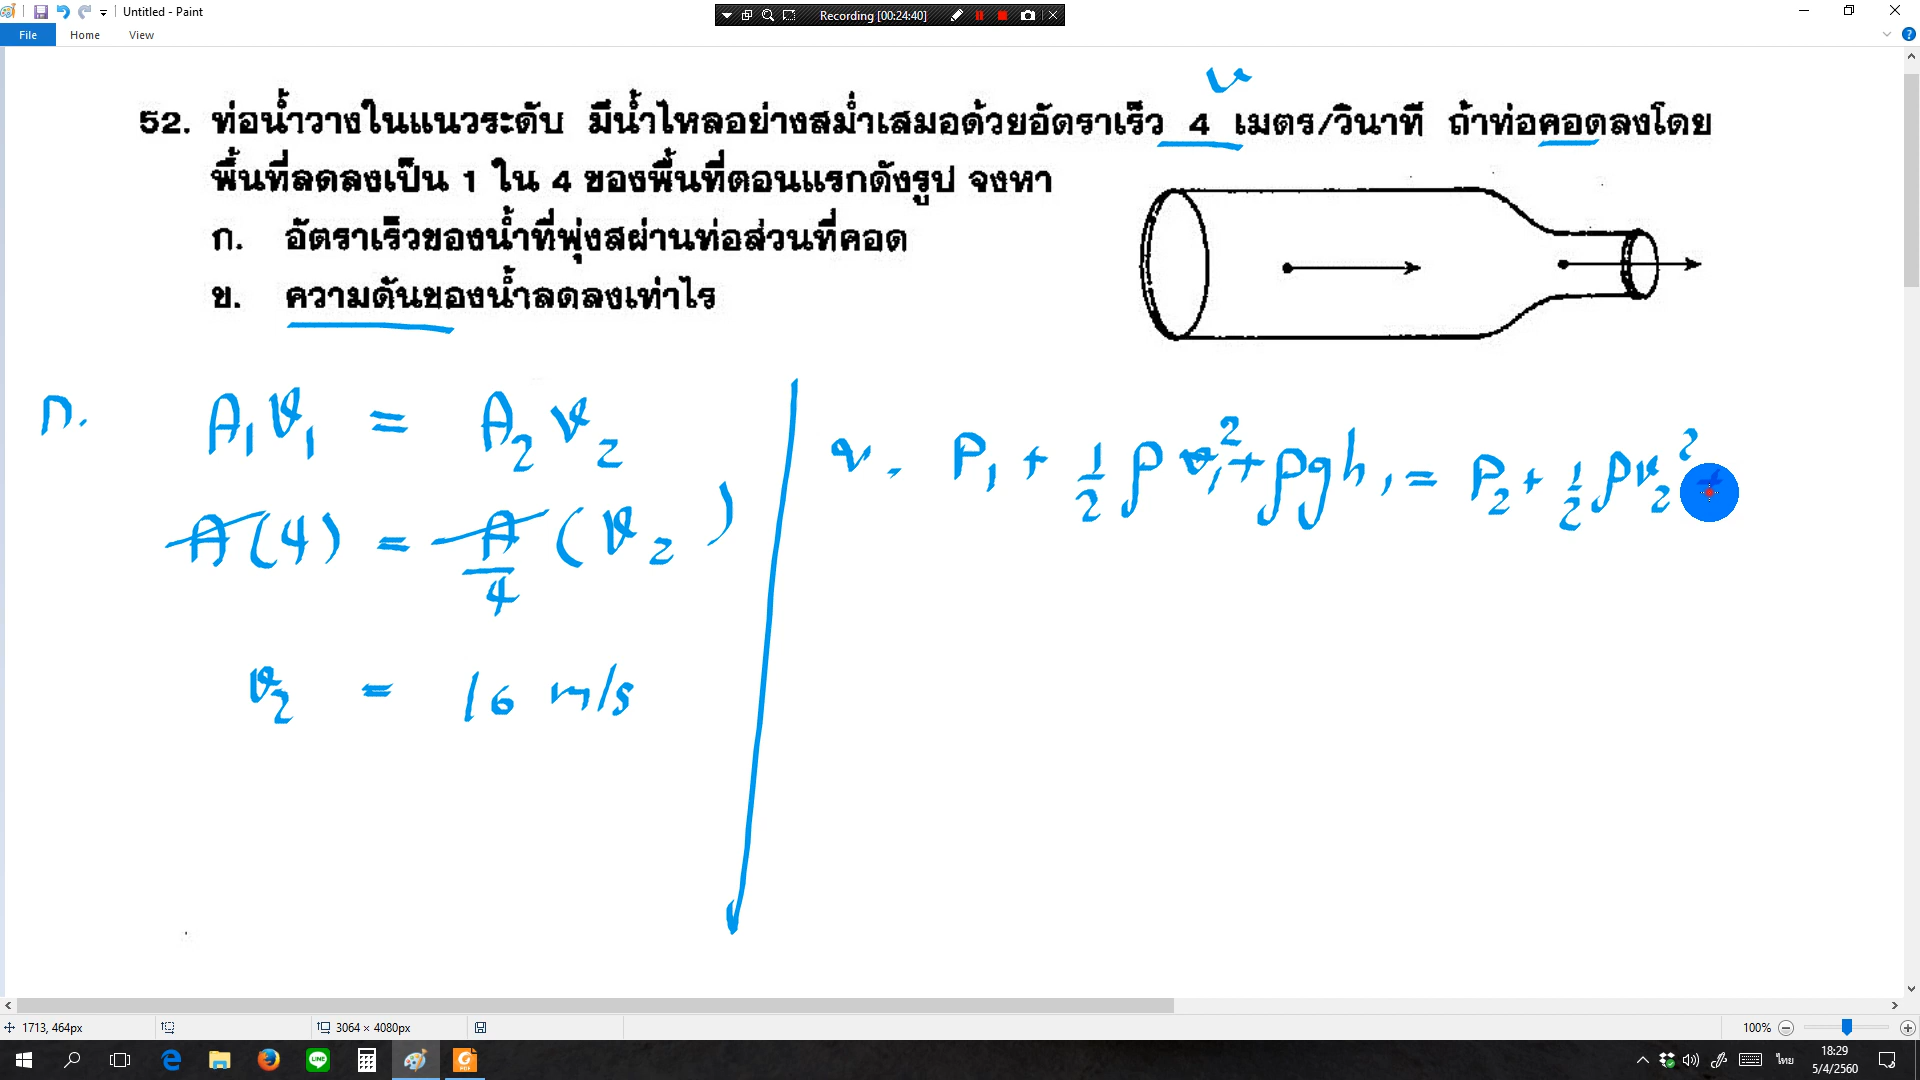 Untitled - Paint
Recording [00:24:40]
File Home View
52. ท่อน้ำวางในแนวระดับ มีน้ำไหลอย่างสม่ำเสมอด้วยอัตราเร็ว 4 เมตร/วินาที ถ้าท่อคอดลงโดย
พื้นที่ลดลงเป็น 1 ใน 4 ของพื้นที่ตอนแรกดังรูป จงหา
ก. อัตราเร็วของน้ำที่พุ่งสผ่านท่อส่วนที่คอด
ข. ความดันของน้ำลดลงเท่าไร
ก. A₁v₁ = A₂v₂
A(4) = A/4 (v₂)
v₂ = 16 m/s
ข. P₁ + ½ρv₁² + ρgh₁ = P₂ + ½ρv₂² +
1713, 464px 3064 × 4080px 100%
LINE
ไทย
18:29
5/4/2560